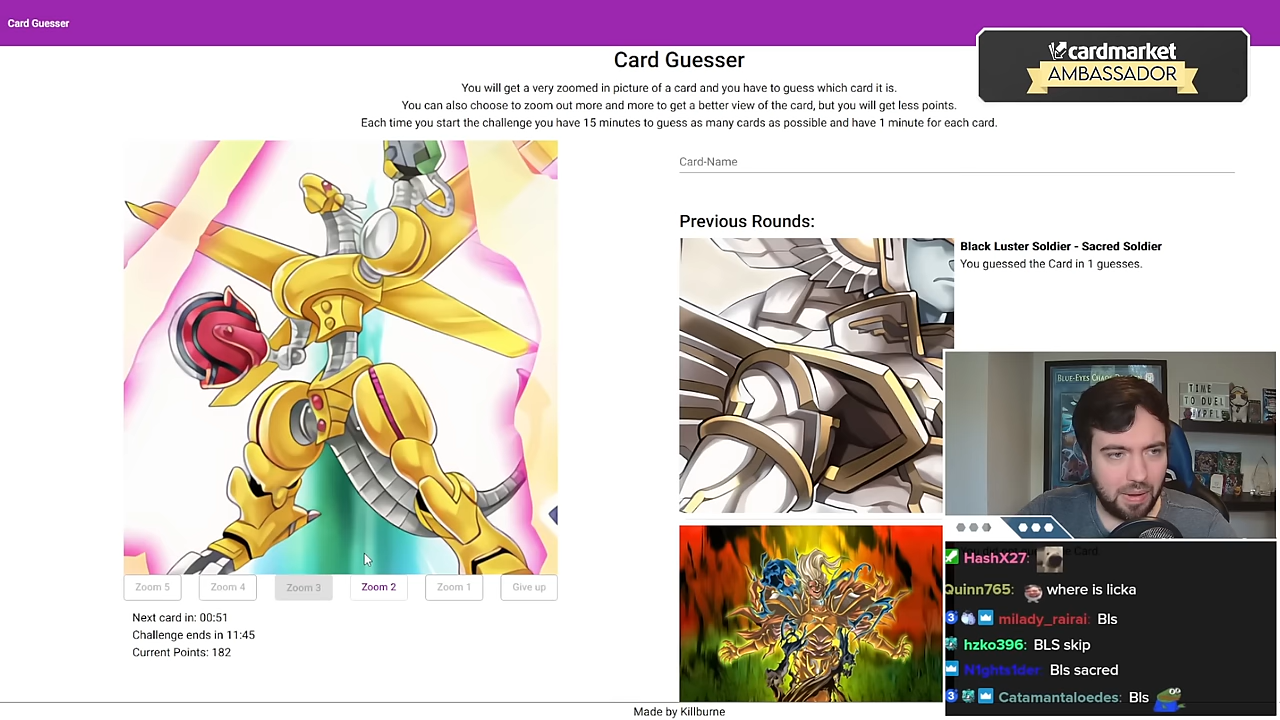 Card Guesser
cardmarket
AMBASSADOR
Card Guesser
You will get a very zoomed in picture of a card and you have to guess which card it is.
You can also choose to zoom out more and more to get a better view of the card, but you will get less points.
Each time you start the challenge you have 15 minutes to guess as many cards as possible and have 1 minute for each card.
Card-Name
Previous Rounds:
Black Luster Soldier - Sacred Soldier
You guessed the Card in 1 guesses.
Zoom 5
Zoom 4
Zoom 3
Zoom 2
Zoom 1
Give up
Next card in: 00:51
Challenge ends in 11:45
Current Points: 182
TIME
TO DUEL
HashX27:
Quinn765: where is licka
milady_rairai: Bls
hzko396: BLS skip
N1ghts1der: Bls sacred
Catamantaloedes: Bls
Made by Killburne